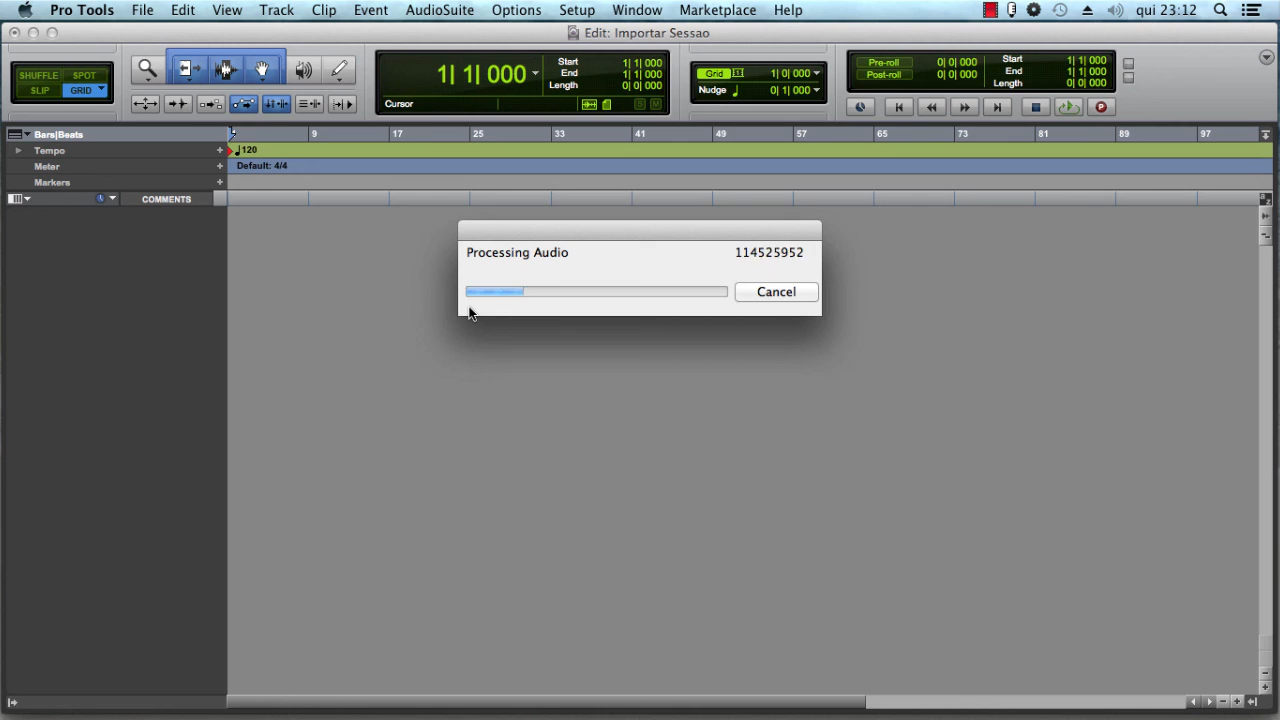 Pro Tools File Edit View Track Clip Event AudioSuite Options Setup Window Marketplace Help qui 23:12
Edit: Importar Sessao
SHUFFLE SPOT
SLIP GRID
1| 1| 000
Cursor
Start 1| 1| 000
End 1| 1| 000
Length 0| 0| 000
Grid 1| 0| 000
Nudge 0| 1| 000
Pre-roll 0| 0| 000
Post-roll 0| 0| 000
Start 1| 1| 000
End 1| 1| 000
Length 0| 0| 000
Bars|Beats 9 17 25 33 41 49 57 65 73 81 89 97
Tempo 120
Meter Default: 4/4
Markers
COMMENTS
Processing Audio 114525952
Cancel